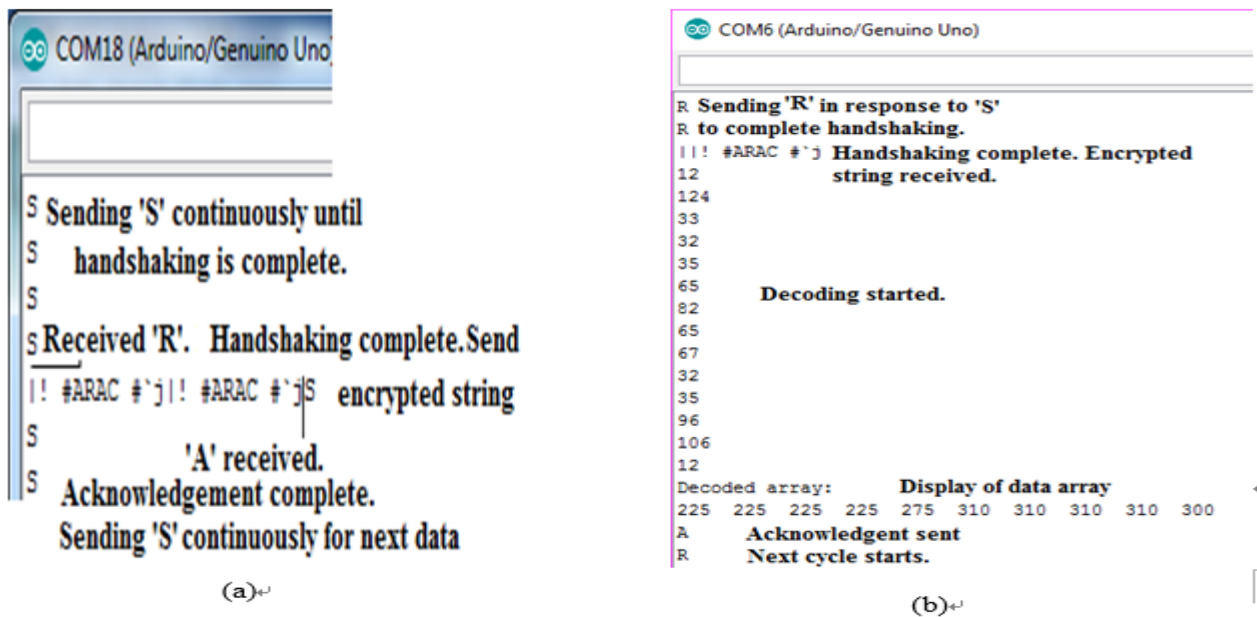 COM18 (Arduino/Genuino Uno)
S Sending 'S' continuously until
S handshaking is complete.
S
S Received 'R'. Handshaking complete.Send
|! #ARAC #`j|! #ARAC #`jS encrypted string
S 'A' received.
S Acknowledgement complete.
Sending 'S' continuously for next data
(a)
COM6 (Arduino/Genuino Uno)
R Sending 'R' in response to 'S'
R to complete handshaking.
||! #ARAC #`j Handshaking complete. Encrypted
12 string received.
124
33
32
35
65 Decoding started.
82
65
67
32
35
96
106
12
Decoded array: Display of data array
225 225 225 225 275 310 310 310 310 300
A Acknowledgent sent
R Next cycle starts.
(b)